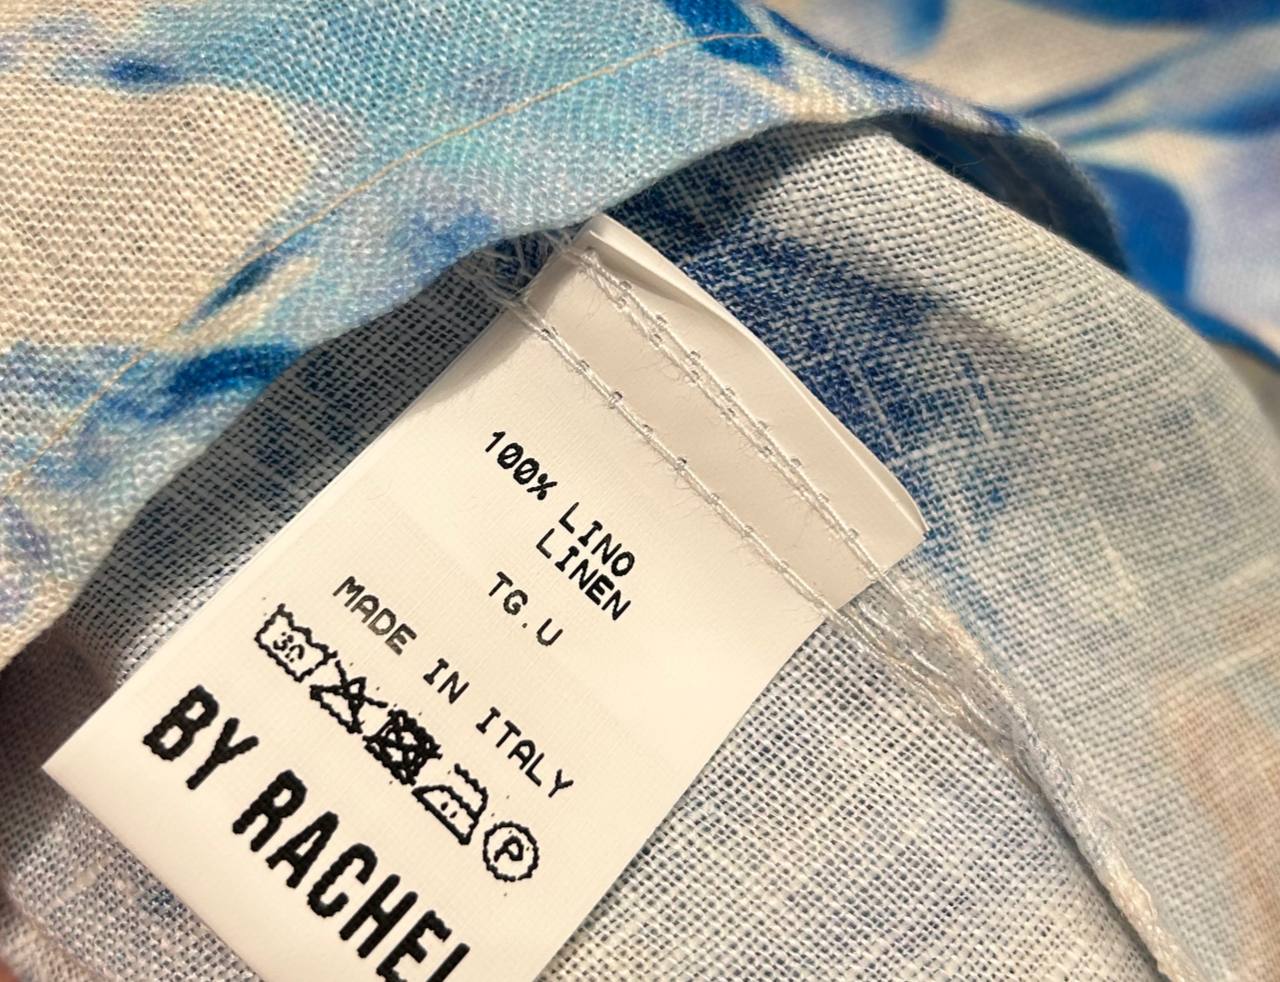 100% LINO
LINEN
TG.U
MADE IN ITALY
30
P
BY RACHEL